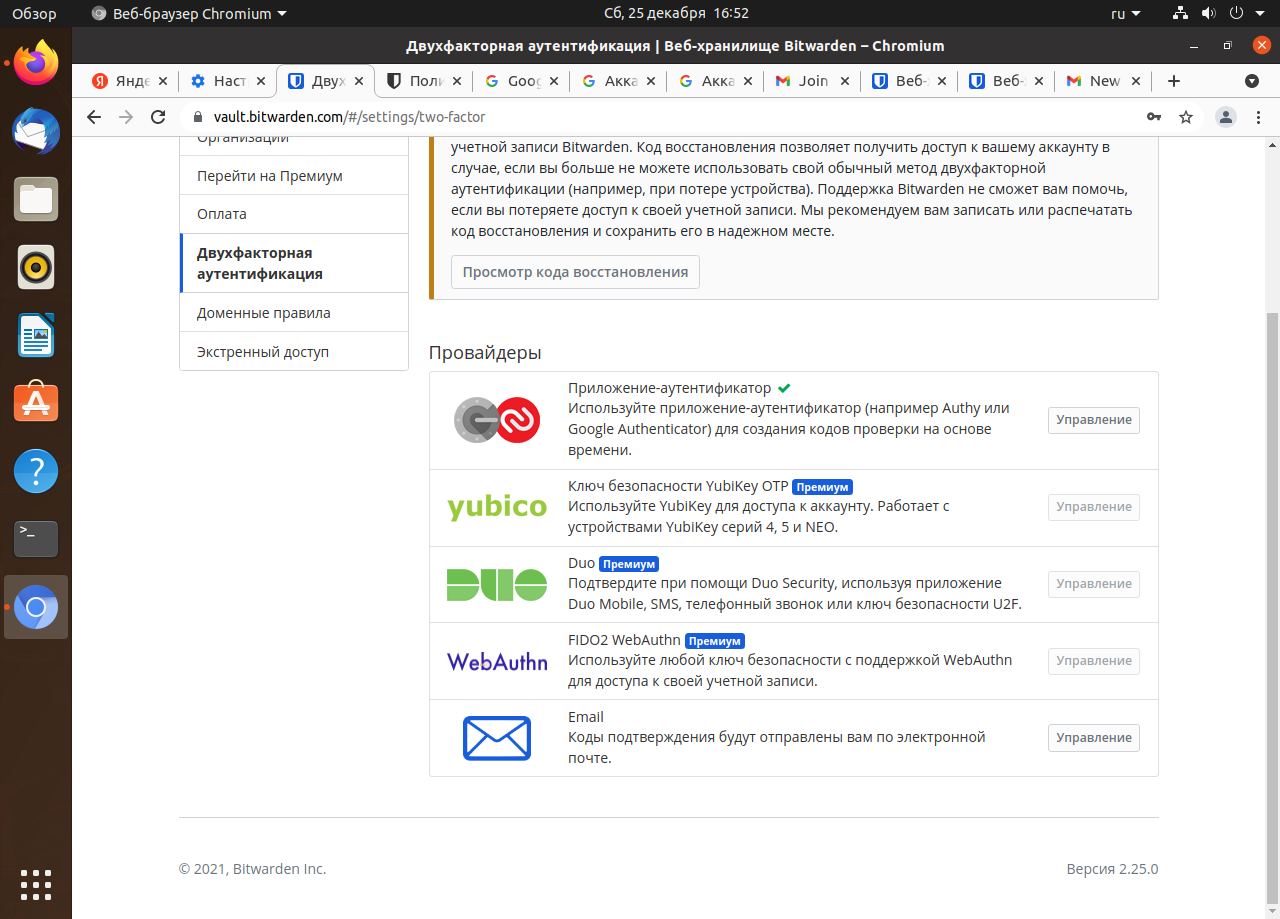 Обзор
Веб-браузер Chromium
Сб, 25 декабря 16:52
ru
Двухфакторная аутентификация | Веб-хранилище Bitwarden – Chromium
Янде
Наст
Двух
Поли
Goog
Акка
Акка
Join
Веб-
Веб-
New
vault.bitwarden.com/#/settings/two-factor
Организации
Перейти на Премиум
Оплата
Двухфакторная
аутентификация
Доменные правила
Экстренный доступ
учетной записи Bitwarden. Код восстановления позволяет получить доступ к вашему аккаунту в
случае, если вы больше не можете использовать свой обычный метод двухфакторной
аутентификации (например, при потере устройства). Поддержка Bitwarden не сможет вам помочь,
если вы потеряете доступ к своей учетной записи. Мы рекомендуем вам записать или распечатать
код восстановления и сохранить его в надежном месте.
Просмотр кода восстановления
Провайдеры
Приложение-аутентификатор
Используйте приложение-аутентификатор (например Authy или
Google Authenticator) для создания кодов проверки на основе
времени.
Управление
yubico
Ключ безопасности YubiKey OTP Премиум
Используйте YubiKey для доступа к аккаунту. Работает с
устройствами YubiKey серий 4, 5 и NEO.
Управление
DUO
Duo Премиум
Подтвердите при помощи Duo Security, используя приложение
Duo Mobile, SMS, телефонный звонок или ключ безопасности U2F.
Управление
WebAuthn
FIDO2 WebAuthn Премиум
Используйте любой ключ безопасности с поддержкой WebAuthn
для доступа к своей учетной записи.
Управление
Email
Коды подтверждения будут отправлены вам по электронной
почте.
Управление
© 2021, Bitwarden Inc.
Версия 2.25.0